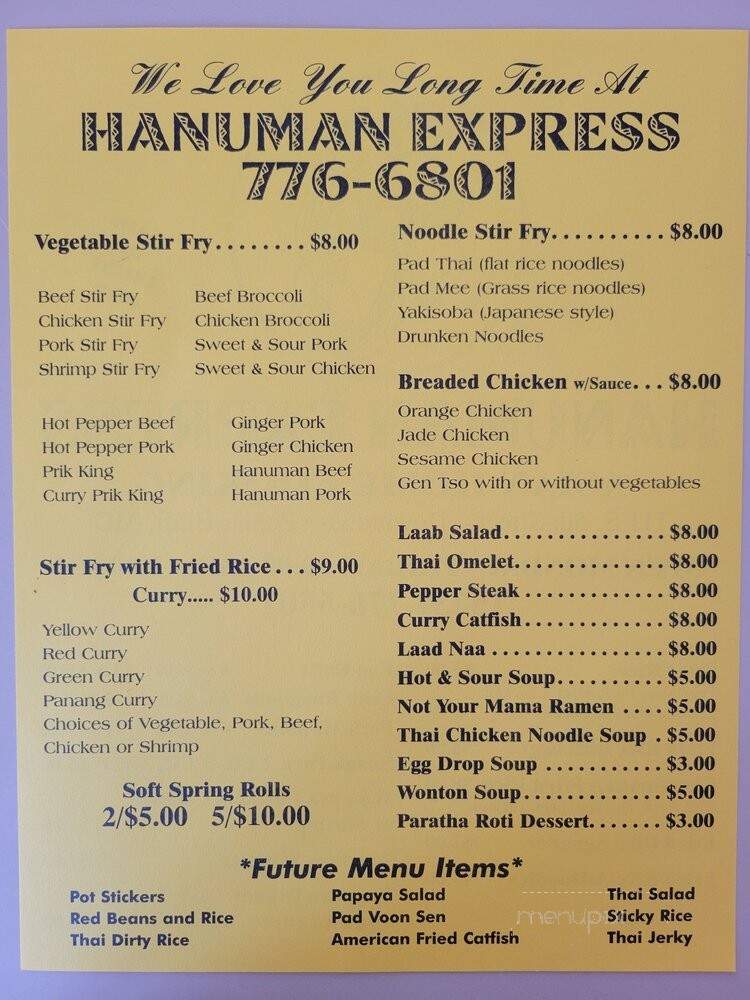 We Love You Long Time At
HANUMAN EXPRESS
776-6801
Vegetable Stir Fry........ $8.00
Beef Stir Fry Beef Broccoli
Chicken Stir Fry Chicken Broccoli
Pork Stir Fry Sweet & Sour Pork
Shrimp Stir Fry Sweet & Sour Chicken
Hot Pepper Beef Ginger Pork
Hot Pepper Pork Ginger Chicken
Prik King Hanuman Beef
Curry Prik King Hanuman Pork
Stir Fry with Fried Rice... $9.00
Curry..... $10.00
Yellow Curry
Red Curry
Green Curry
Panang Curry
Choices of Vegetable, Pork, Beef,
Chicken or Shrimp
Soft Spring Rolls
2/$5.00 5/$10.00
Noodle Stir Fry.......... $8.00
Pad Thai (flat rice noodles)
Pad Mee (Grass rice noodles)
Yakisoba (Japanese style)
Drunken Noodles
Breaded Chicken w/Sauce... $8.00
Orange Chicken
Jade Chicken
Sesame Chicken
Gen Tso with or without vegetables
Laab Salad............... $8.00
Thai Omelet.............. $8.00
Pepper Steak ............. $8.00
Curry Catfish............. $8.00
Laad Naa ................ $8.00
Hot & Sour Soup.......... $5.00
Not Your Mama Ramen .... $5.00
Thai Chicken Noodle Soup . $5.00
Egg Drop Soup ........... $3.00
Wonton Soup............. $5.00
Paratha Roti Dessert....... $3.00
*Future Menu Items*
Pot Stickers Papaya Salad Thai Salad
Red Beans and Rice Pad Voon Sen Sticky Rice
Thai Dirty Rice American Fried Catfish Thai Jerky